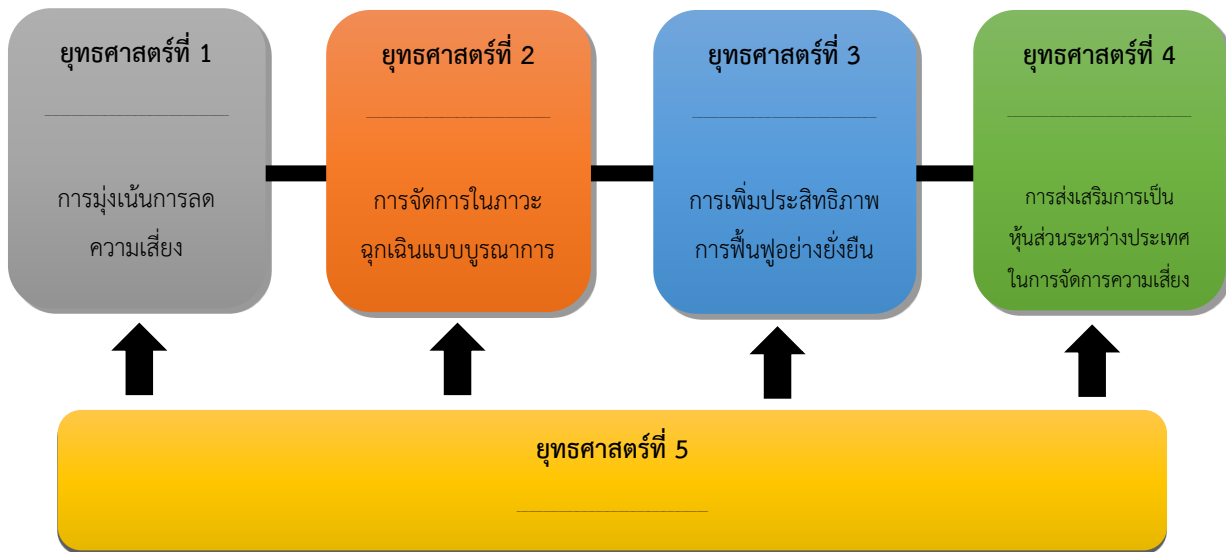 ยุทธศาสตร์ที่ 1
การมุ่งเน้นการลด
ความเสี่ยง
ยุทธศาสตร์ที่ 2
การจัดการในภาวะ
ฉุกเฉินแบบบูรณาการ
ยุทธศาสตร์ที่ 3
การเพิ่มประสิทธิภาพ
การฟื้นฟูอย่างยั่งยืน
ยุทธศาสตร์ที่ 4
การส่งเสริมการเป็น
หุ้นส่วนระหว่างประเทศ
ในการจัดการความเสี่ยง
ยุทธศาสตร์ที่ 5